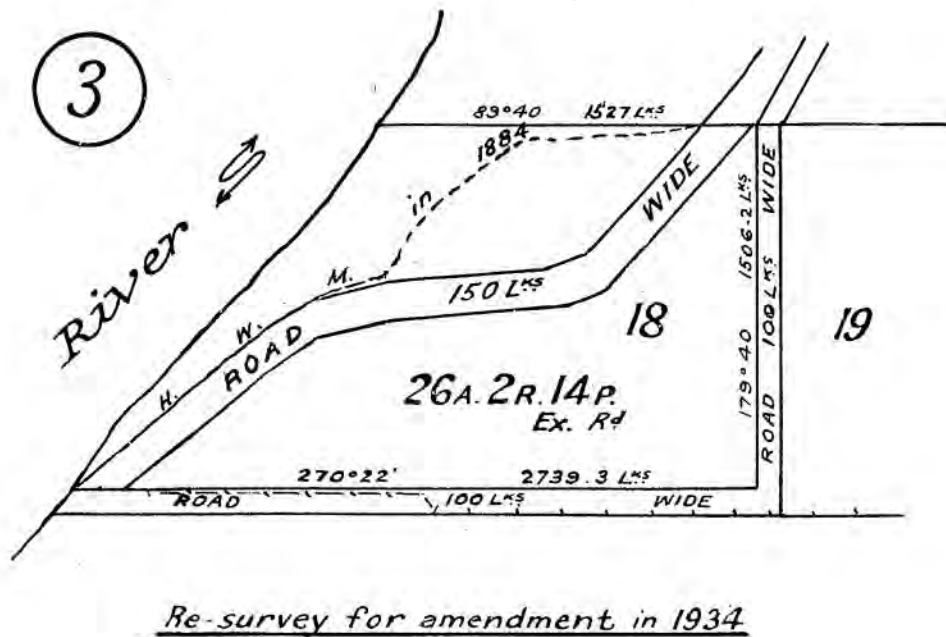 3
River
89°40 1527 LKS
H. W. M. in 1884
ROAD 150 LKS WIDE
18
19
26A. 2R. 14P.
Ex. Rd
179°40 1506.2 LKS
ROAD 100 LKS WIDE
270°22' 2739.3 LKS
ROAD 100 LKS WIDE
Re-survey for amendment in 1934